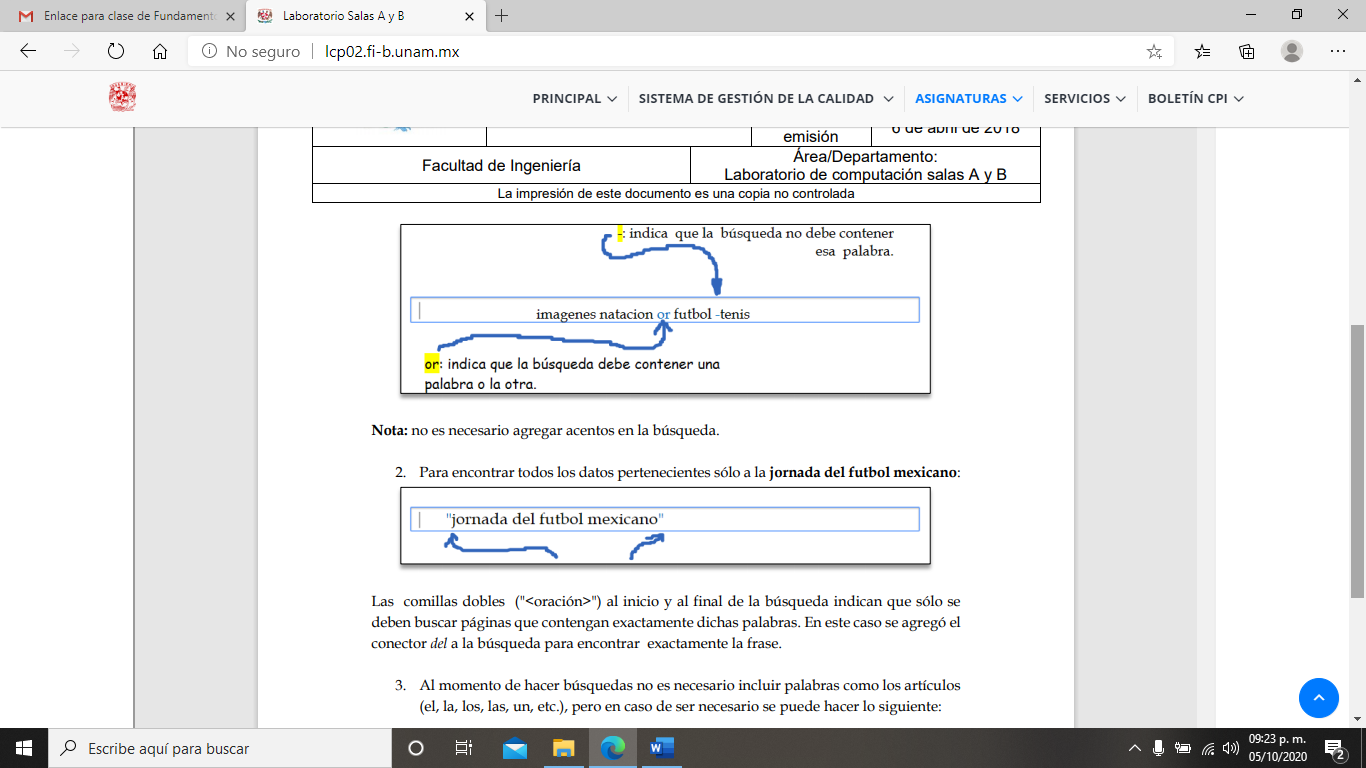 Enlace para clase de Fundament
Laboratorio Salas A y B
No seguro
lcp02.fi-b.unam.mx
PRINCIPAL
SISTEMA DE GESTIÓN DE LA CALIDAD
ASIGNATURAS
SERVICIOS
BOLETÍN CPI
emisión
6 de abril de 2018
Facultad de Ingeniería
Área/Departamento:
Laboratorio de computación salas A y B
La impresión de este documento es una copia no controlada
-: indica que la búsqueda no debe contener
esa palabra.
imagenes natacion or futbol -tenis
or: indica que la búsqueda debe contener una
palabra o la otra.
Nota: no es necesario agregar acentos en la búsqueda.
2. Para encontrar todos los datos pertenecientes sólo a la jornada del futbol mexicano:
"jornada del futbol mexicano"
Las comillas dobles ("<oración>") al inicio y al final de la búsqueda indican que sólo se
deben buscar páginas que contengan exactamente dichas palabras. En este caso se agregó el
conector del a la búsqueda para encontrar exactamente la frase.
3. Al momento de hacer búsquedas no es necesario incluir palabras como los artículos
(el, la, los, las, un, etc.), pero en caso de ser necesario se puede hacer lo siguiente:
Escribe aquí para buscar
09:23 p. m.
05/10/2020
2